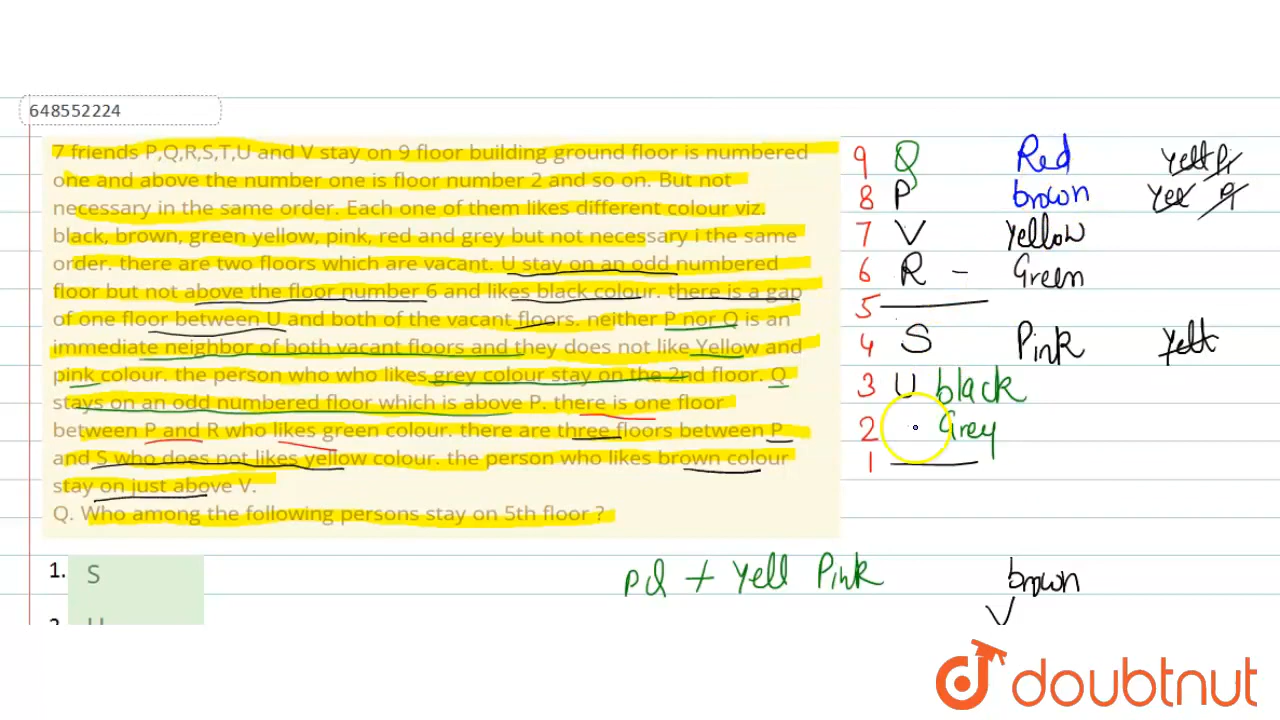 648552224
7 friends P,Q,R,S,T,U and V stay on 9 floor building ground floor is numbered
one and above the number one is floor number 2 and so on. But not
necessary in the same order. Each one of them likes different colour viz.
black, brown, green yellow, pink, red and grey but not necessary i the same
order. there are two floors which are vacant. U stay on an odd numbered
floor but not above the floor number 6 and likes black colour. there is a gap
of one floor between U and both of the vacant floors. neither P nor Q is an
immediate neighbor of both vacant floors and they does not like Yellow and
pink colour. the person who who likes grey colour stay on the 2nd floor. Q
stays on an odd numbered floor which is above P. there is one floor
between P and R who likes green colour. there are three floors between P
and S who does not likes yellow colour. the person who likes brown colour
stay on just above V.
Q. Who among the following persons stay on 5th floor ?
9 Q Red
8 P brown
7 V Yellow
6 R - Green
5
4 S Pink Yell
3 U black
2 Grey
1
1. S
Yell Pink
brown
V
doubtnut